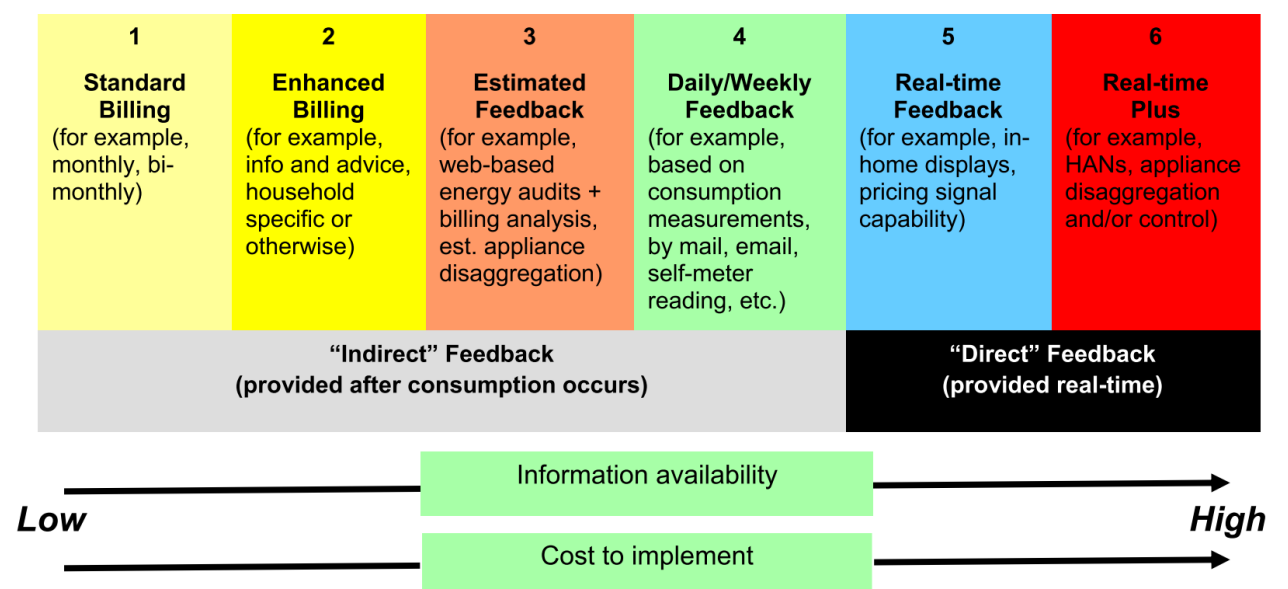 1
Standard
Billing
(for example,
monthly, bi-
monthly)
2
Enhanced
Billing
(for example,
info and advice,
household
specific or
otherwise)
3
Estimated
Feedback
(for example,
web-based
energy audits +
billing analysis,
est. appliance
disaggregation)
4
Daily/Weekly
Feedback
(for example,
based on
consumption
measurements,
by mail, email,
self-meter
reading, etc.)
5
Real-time
Feedback
(for example, in-
home displays,
pricing signal
capability)
6
Real-time
Plus
(for example,
HANs, appliance
disaggregation
and/or control)
“Indirect” Feedback
(provided after consumption occurs)
“Direct” Feedback
(provided real-time)
Information availability
Low
High
Cost to implement